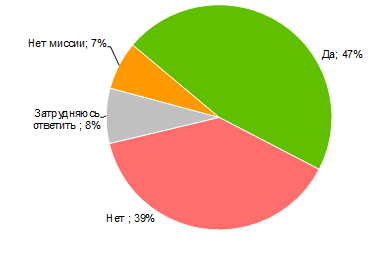 Нет миссии; 7%
Да; 47%
Затрудняюсь
ответить ; 8%
Нет ; 39%